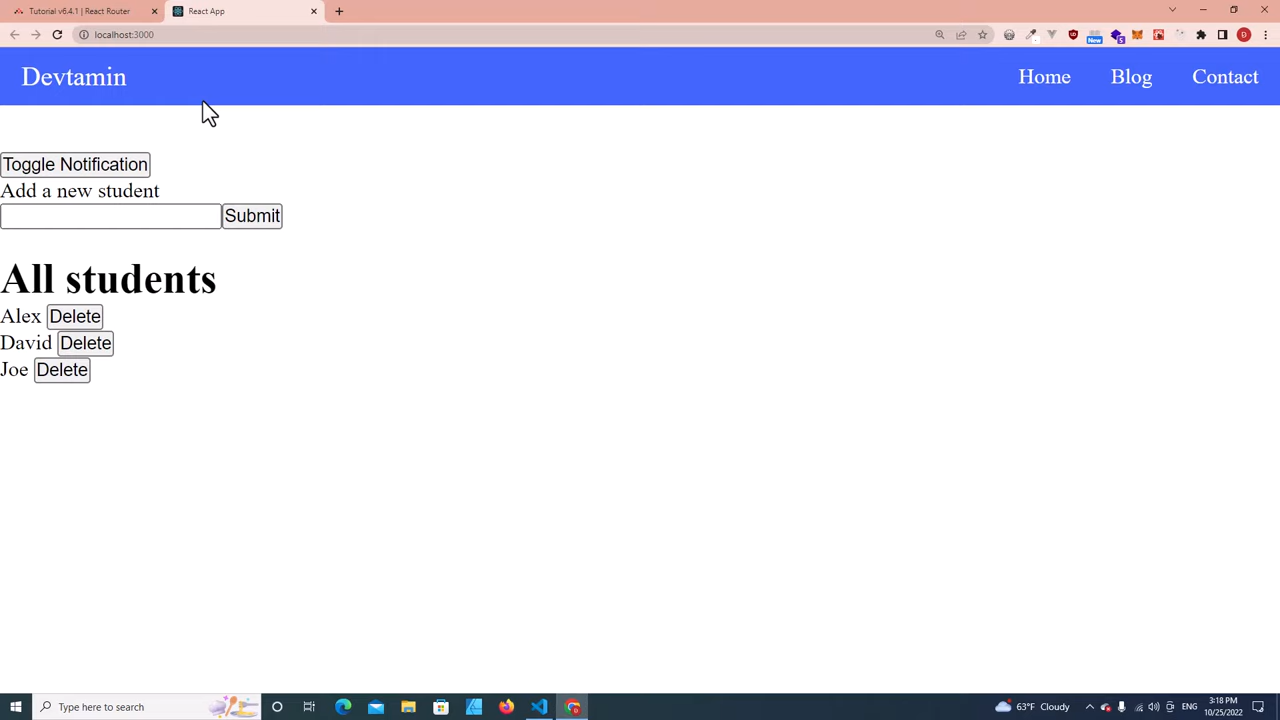 Tutorial v6.4.1 | React Router
React App
localhost:3000
New
5
D
Devtamin
Home
Blog
Contact
Toggle Notification
Add a new student
Submit
All students
Alex Delete
David Delete
Joe Delete
Type here to search
63°F Cloudy
ENG
3:18 PM
10/25/2022